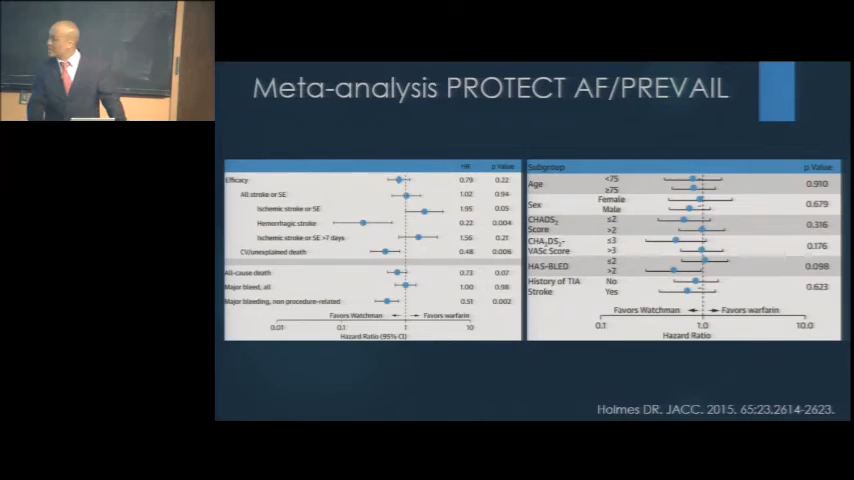 Meta-analysis PROTECT AF/PREVAIL
HR p Value
Efficacy 0.79 0.22
All stroke or SE 1.02 0.94
Ischemic stroke or SE 1.95 0.05
Hemorrhagic stroke 0.22 0.004
Ischemic stroke or SE >7 days 1.56 0.21
CV/unexplained death 0.48 0.006
All-cause death 0.73 0.07
Major bleed, all 1.00 0.98
Major bleeding, non procedure-related 0.51 0.002
Favors Watchman Favors warfarin
0.01 0.1 1 10
Hazard Ratio (95% CI)
Subgroup p Value
Age <75 ≥75 0.910
Sex Female Male 0.679
CHADS2 Score ≤2 >2 0.316
CHA2DS2-VASc Score ≤3 >3 0.176
HAS-BLED ≤2 >2 0.098
History of TIA Stroke No Yes 0.623
Favors Watchman Favors warfarin
0.1 1.0 10.0
Hazard Ratio
Holmes DR. JACC. 2015. 65:23.2614-2623.